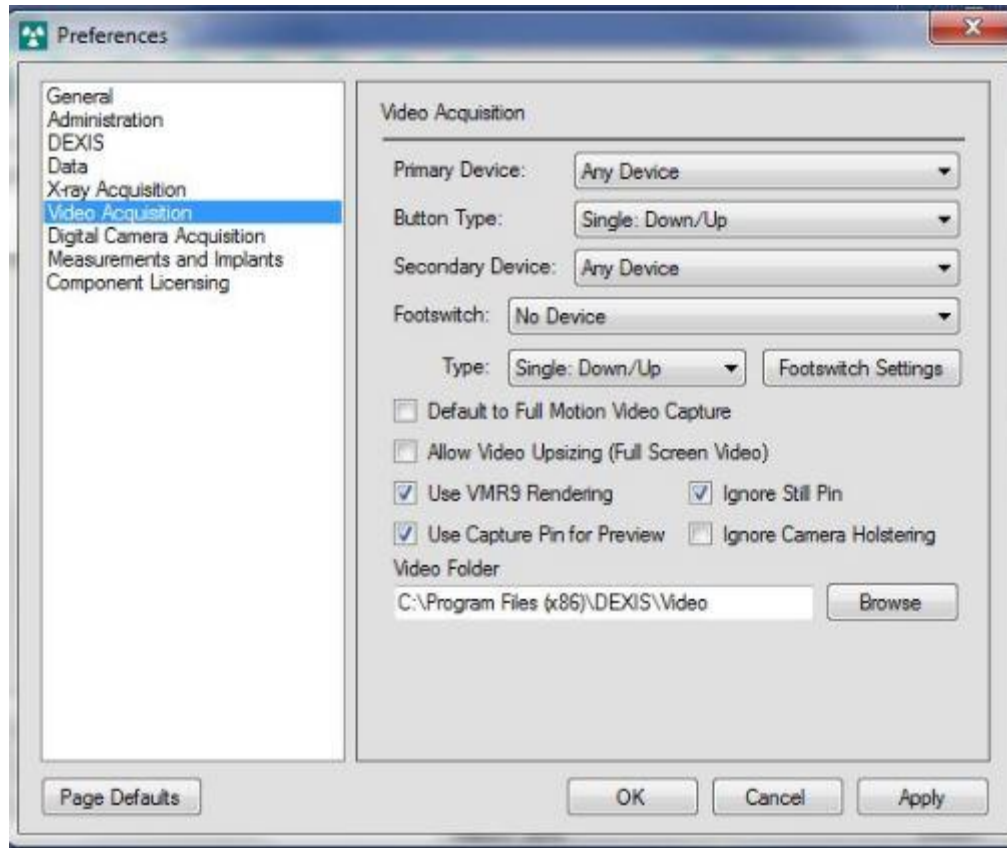 Preferences
General
Administration
DEXIS
Data
X-ray Acquisition
Video Acquisition
Digital Camera Acquisition
Measurements and Implants
Component Licensing
Video Acquisition
Primary Device: Any Device
Button Type: Single: Down/Up
Secondary Device: Any Device
Footswitch: No Device
Type: Single: Down/Up Footswitch Settings
Default to Full Motion Video Capture
Allow Video Upsizing (Full Screen Video)
Use VMR9 Rendering Ignore Still Pin
Use Capture Pin for Preview Ignore Camera Holstering
Video Folder
C:\Program Files (x86)\DEXIS\Video Browse
Page Defaults OK Cancel Apply